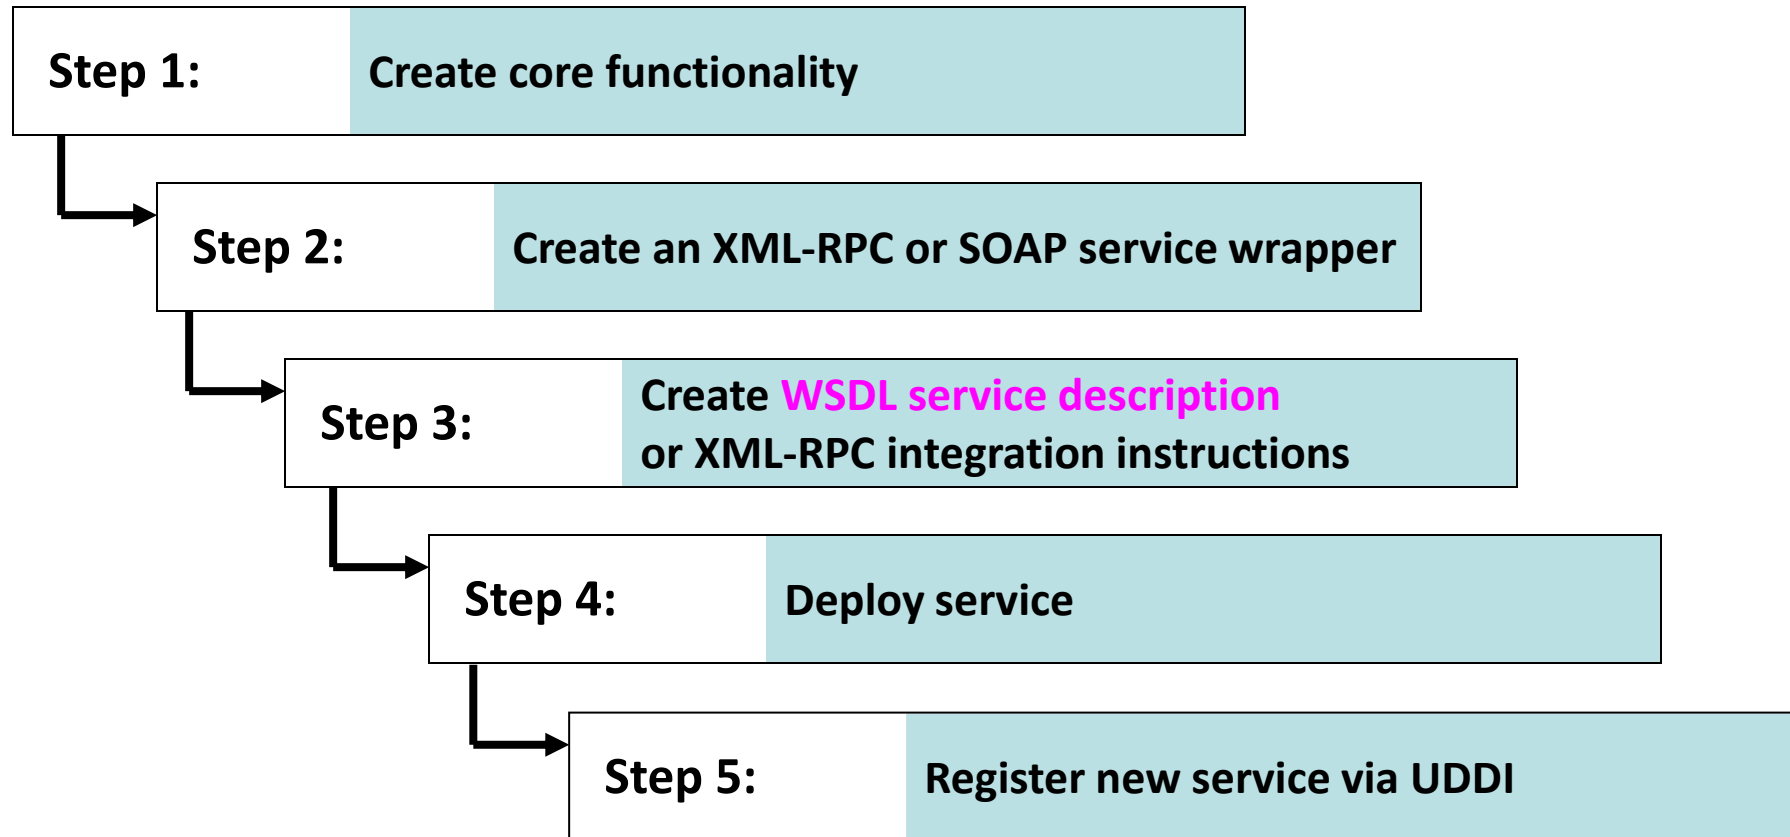 Step 1: Create core functionality
Step 2: Create an XML-RPC or SOAP service wrapper
Step 3: Create WSDL service description
or XML-RPC integration instructions
Step 4: Deploy service
Step 5: Register new service via UDDI